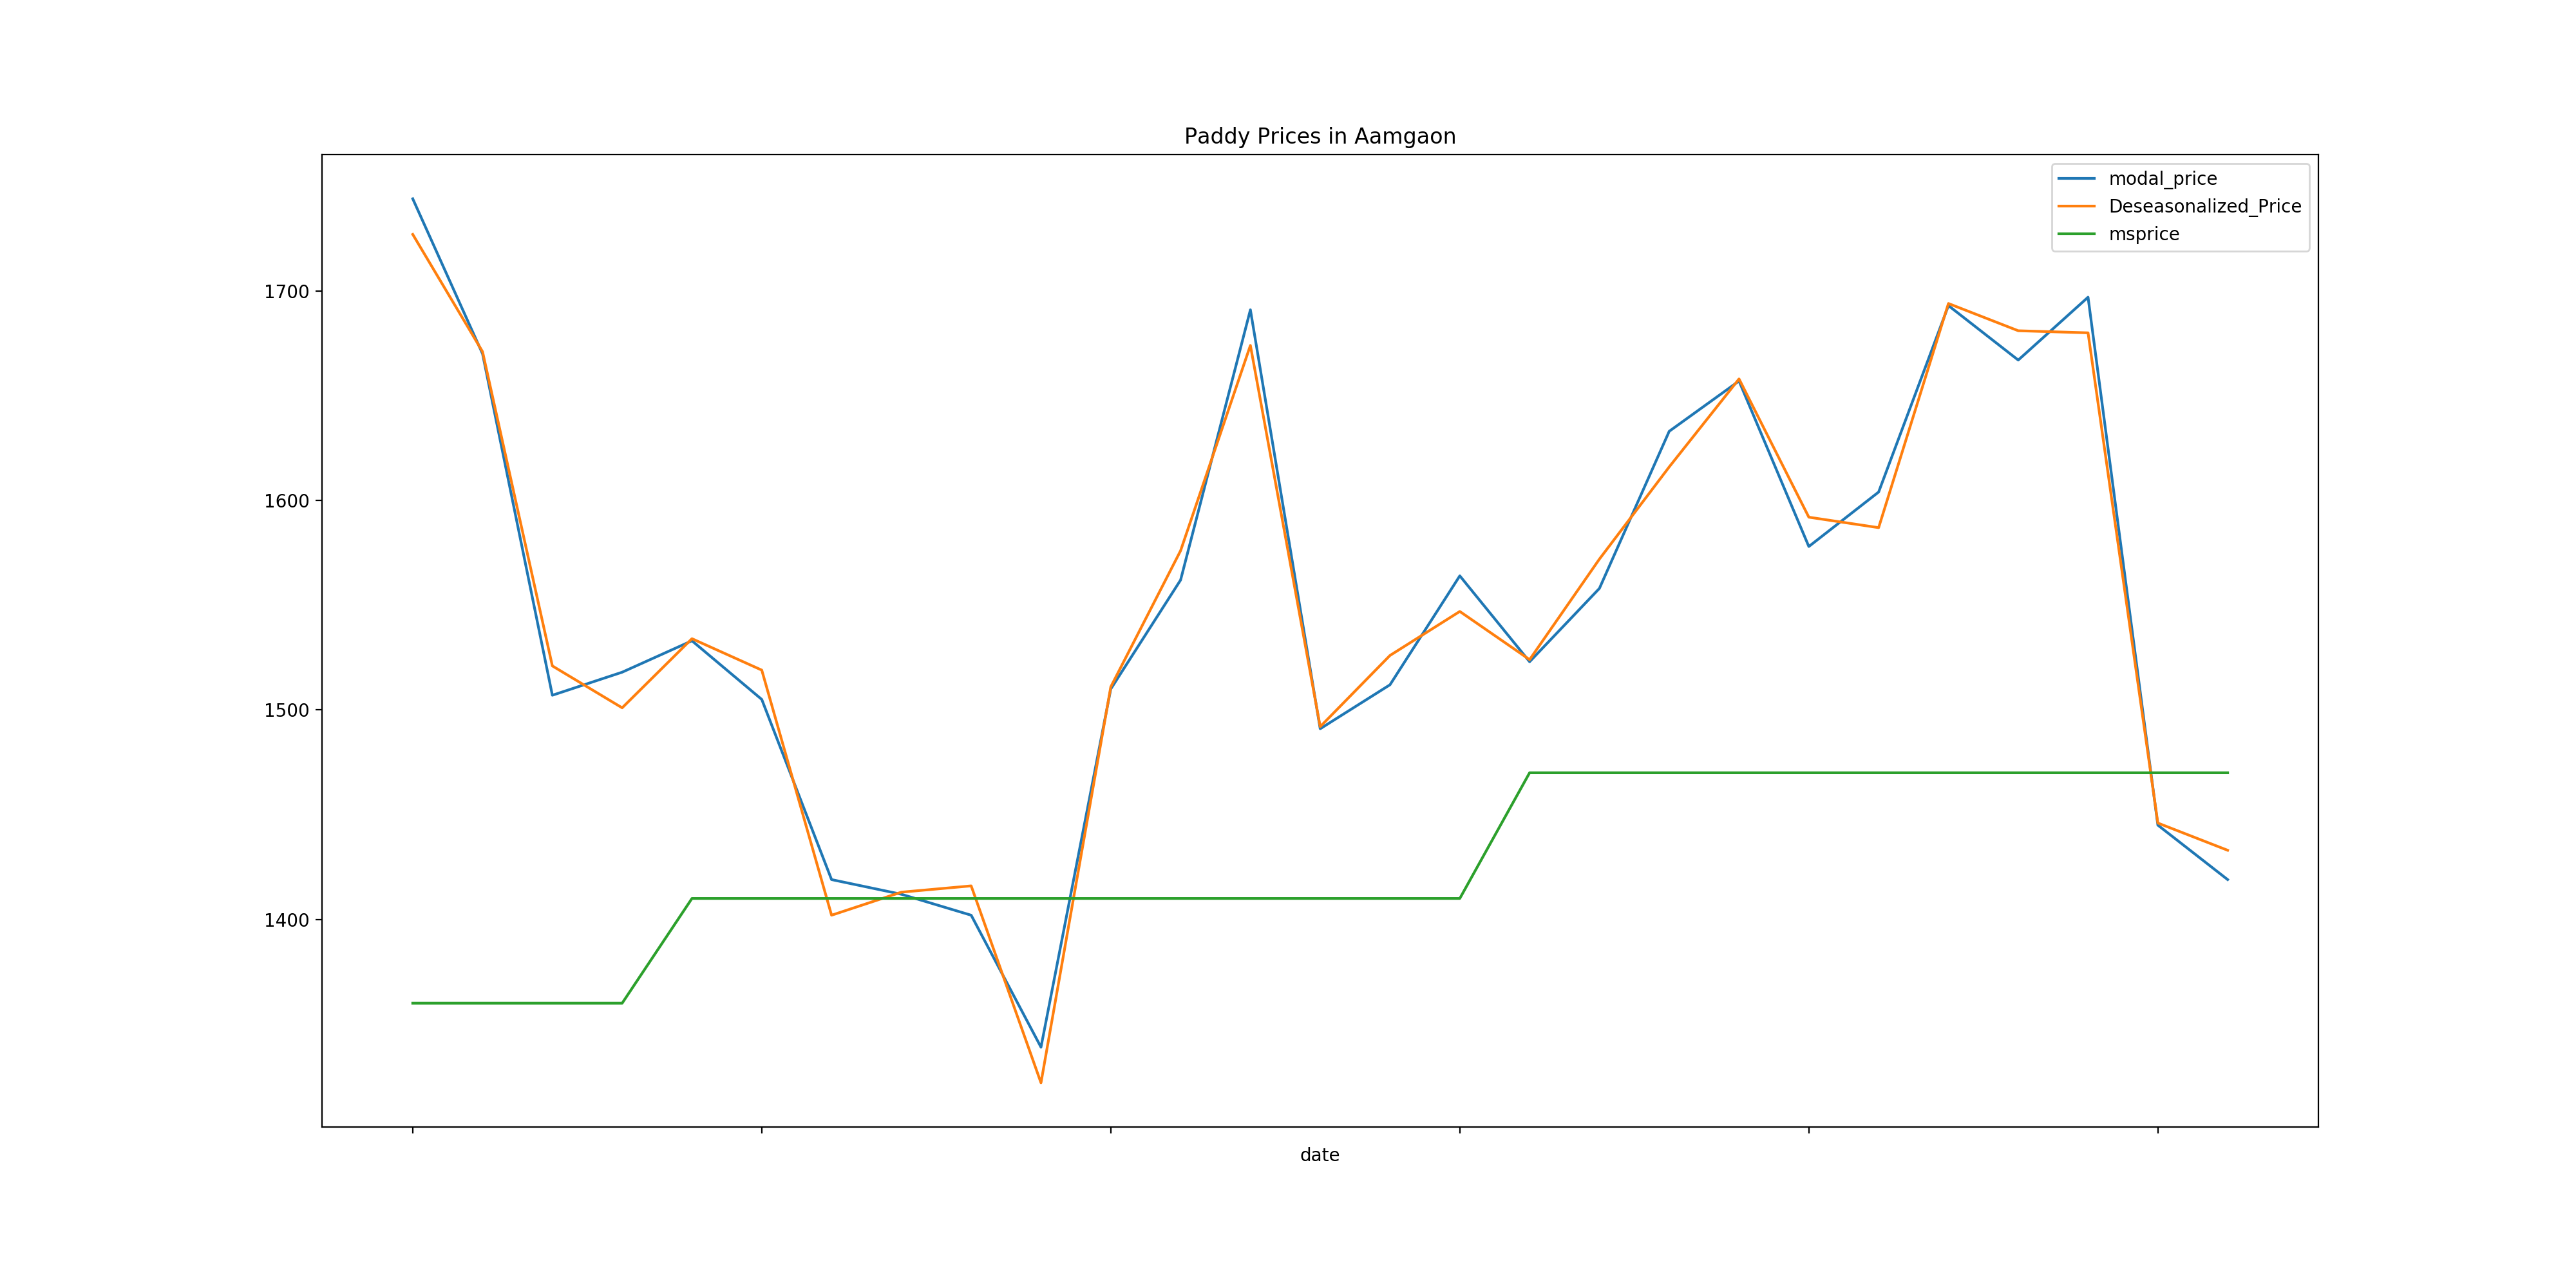 Paddy Prices in Aamgaon
modal_price
Deseasonalized_Price
msprice
1700
1600
1500
1400
date